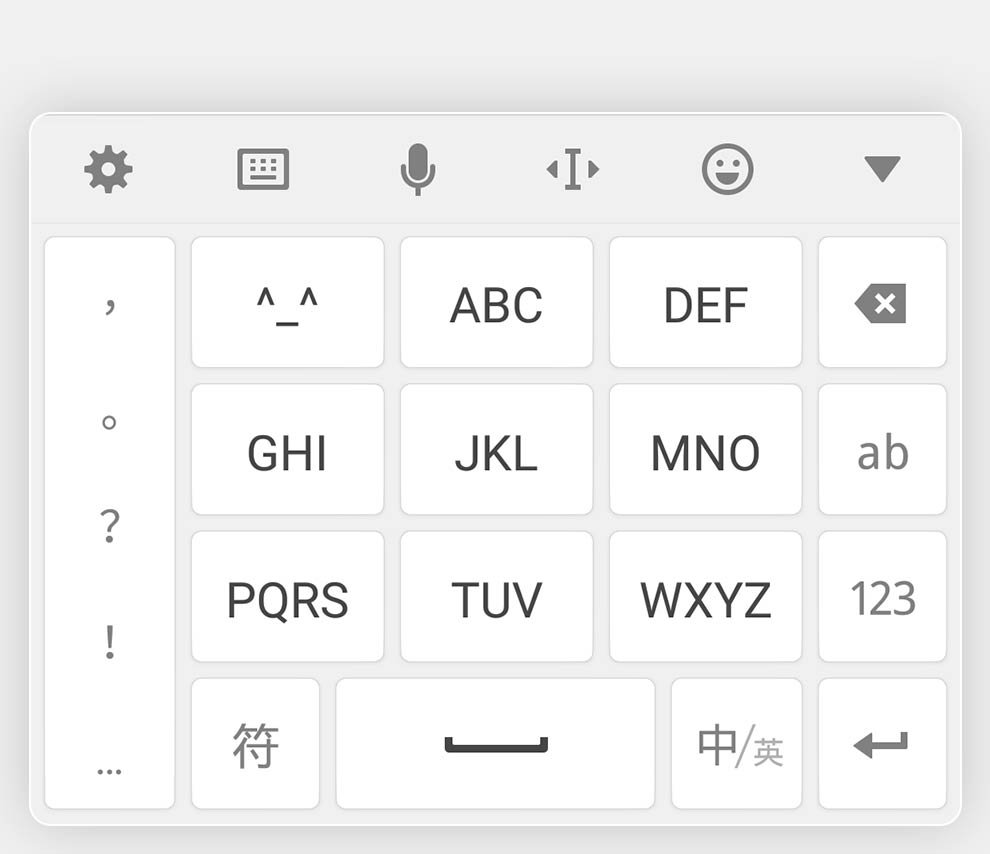 ,
^_^ ABC DEF
。
GHI JKL MNO ab
?
PQRS TUV WXYZ 123
!
符 中/英
...